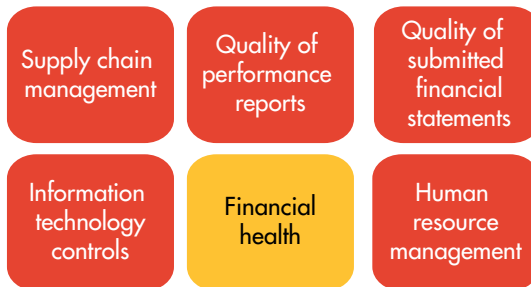 Supply chain
management
Quality of
performance
reports
Quality of
submitted
financial
statements
Information
technology
controls
Financial
health
Human
resource
management